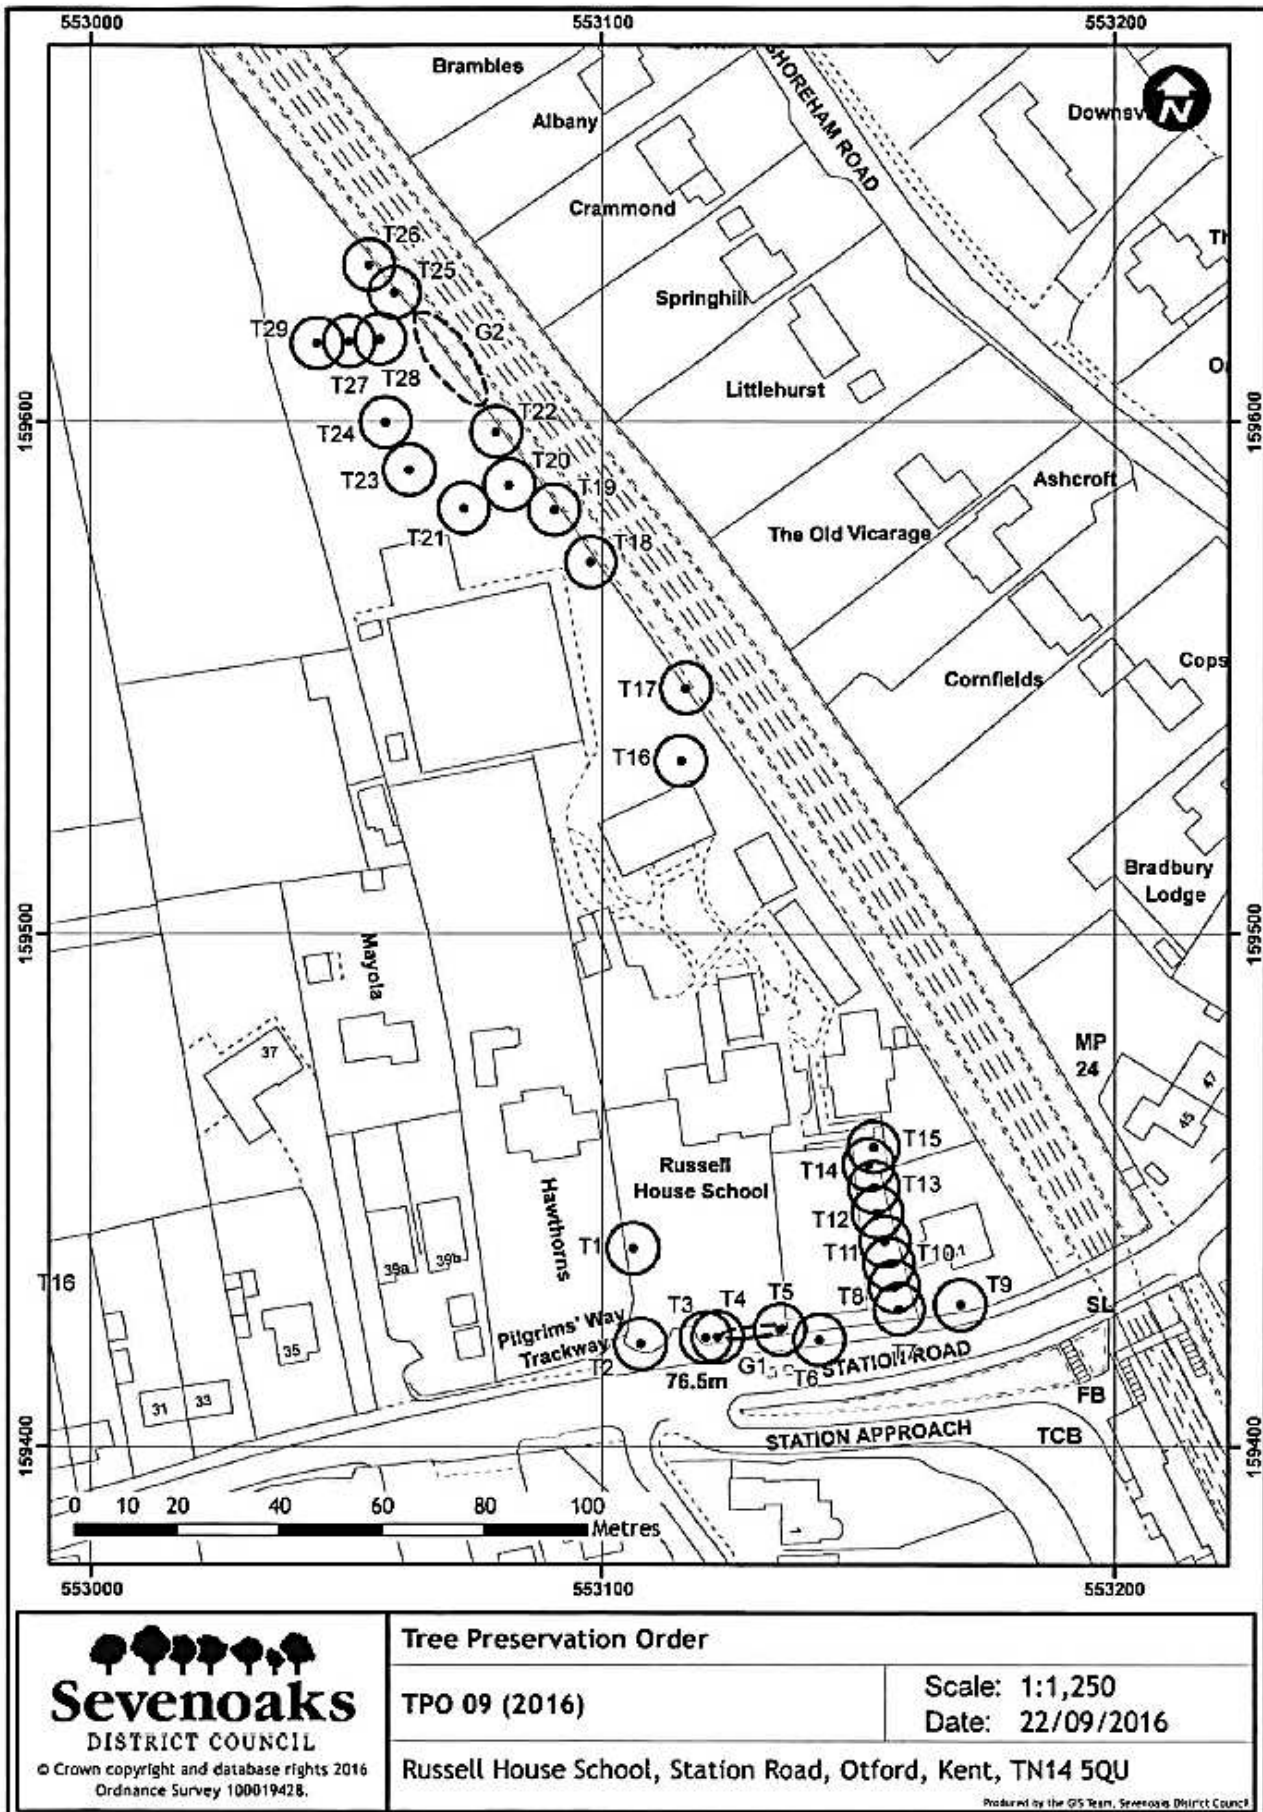 553000
553100
553200
Brambles
Albany
SHOREHAM ROAD
Downsv
N
Crammond
T26
T25
Springhill
T29
G2
T27
T28
Littlehurst
159600
159600
T24
T22
T23
T20
T19
Ashcroft
T21
The Old Vicarage
T18
Cornfields
Cops
T17
T16
Bradbury
Lodge
159500
159500
Mayola
37
MP
24
47
45
Russell
House School
T15
T14
T13
T12
T11
T10
T1
Hawthorns
39a
39b
T16
T9
T8
T7
T3
T4
T5
SL
Pilgrims' Way
Trackway
T2
G1
T6
STATION ROAD
35
76.5m
31
33
FB
STATION APPROACH
TCB
159400
159400
0 10 20 40 60 80 100
Metres
1
553000
553100
553200
Sevenoaks
DISTRICT COUNCIL
© Crown copyright and database rights 2016
Ordnance Survey 100019428.
Tree Preservation Order
TPO 09 (2016)
Scale: 1:1,250
Date: 22/09/2016
Russell House School, Station Road, Otford, Kent, TN14 5QU
Produced by the GIS Team, Sevenoaks District Council